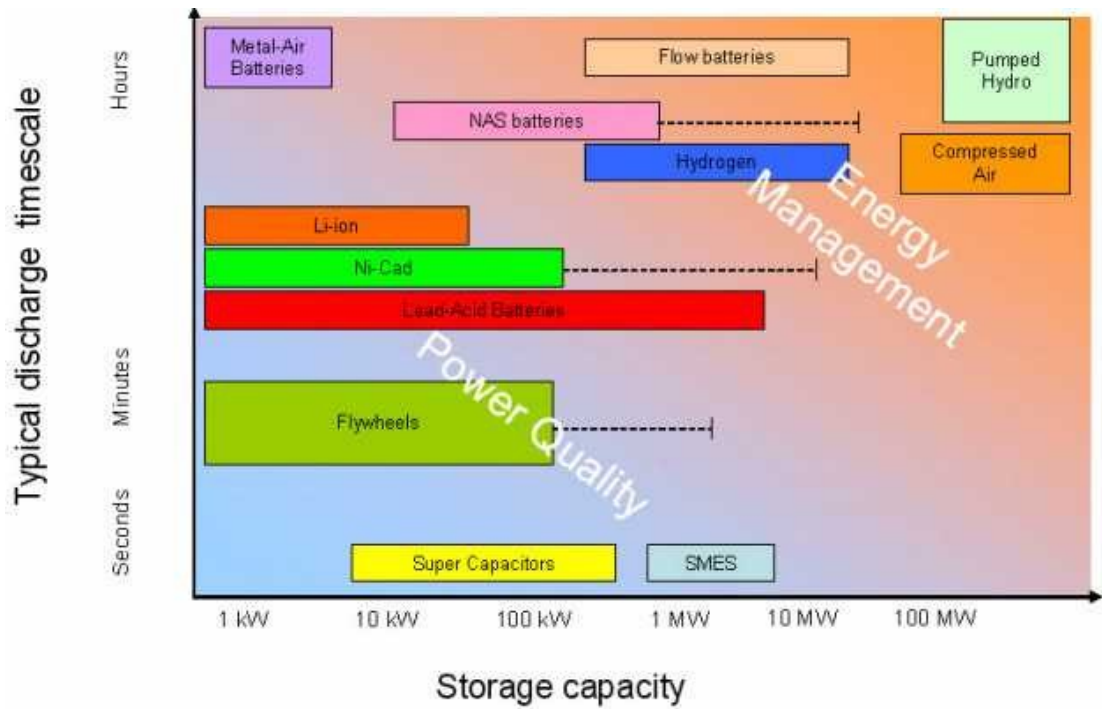 Typical discharge timescale
Hours
Minutes
Seconds
Metal-Air
Batteries
Flow batteries
Pumped
Hydro
NAS batteries
Hydrogen
Compressed
Air
Energy
Management
Li-ion
Ni-Cad
Lead-Acid Batteries
Power Quality
Flywheels
Super Capacitors
SMES
1 kW
10 kW
100 kW
1 MW
10 MW
100 MW
Storage capacity